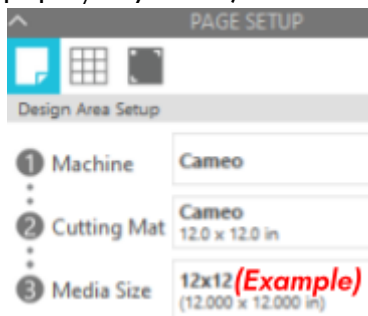 PAGE SETUP
Design Area Setup
1 Machine Cameo
2 Cutting Mat Cameo
12.0 x 12.0 in
3 Media Size 12x12 (Example)
(12.000 x 12.000 in)